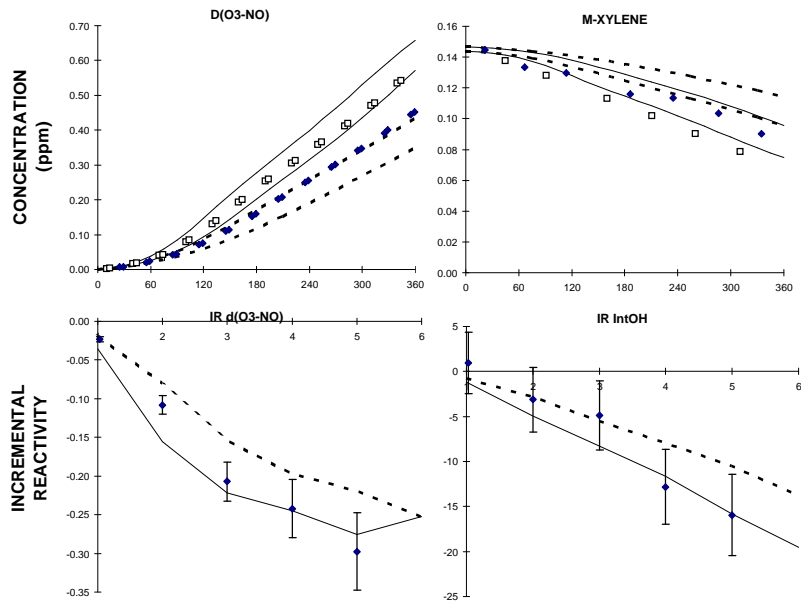 D(O3-NO)
M-XYLENE
CONCENTRATION
(ppm)
0.70
0.60
0.50
0.40
0.30
0.20
0.10
0.00
0 60 120 180 240 300 360
0.16
0.14
0.12
0.10
0.08
0.06
0.04
0.02
0.00
0 60 120 180 240 300 360
IR d(O3-NO)
IR IntOH
INCREMENTAL
REACTIVITY
0.00
-0.05
-0.10
-0.15
-0.20
-0.25
-0.30
-0.35
1 2 3 4 5 6
5
0
-5
-10
-15
-20
-25
1 2 3 4 5 6